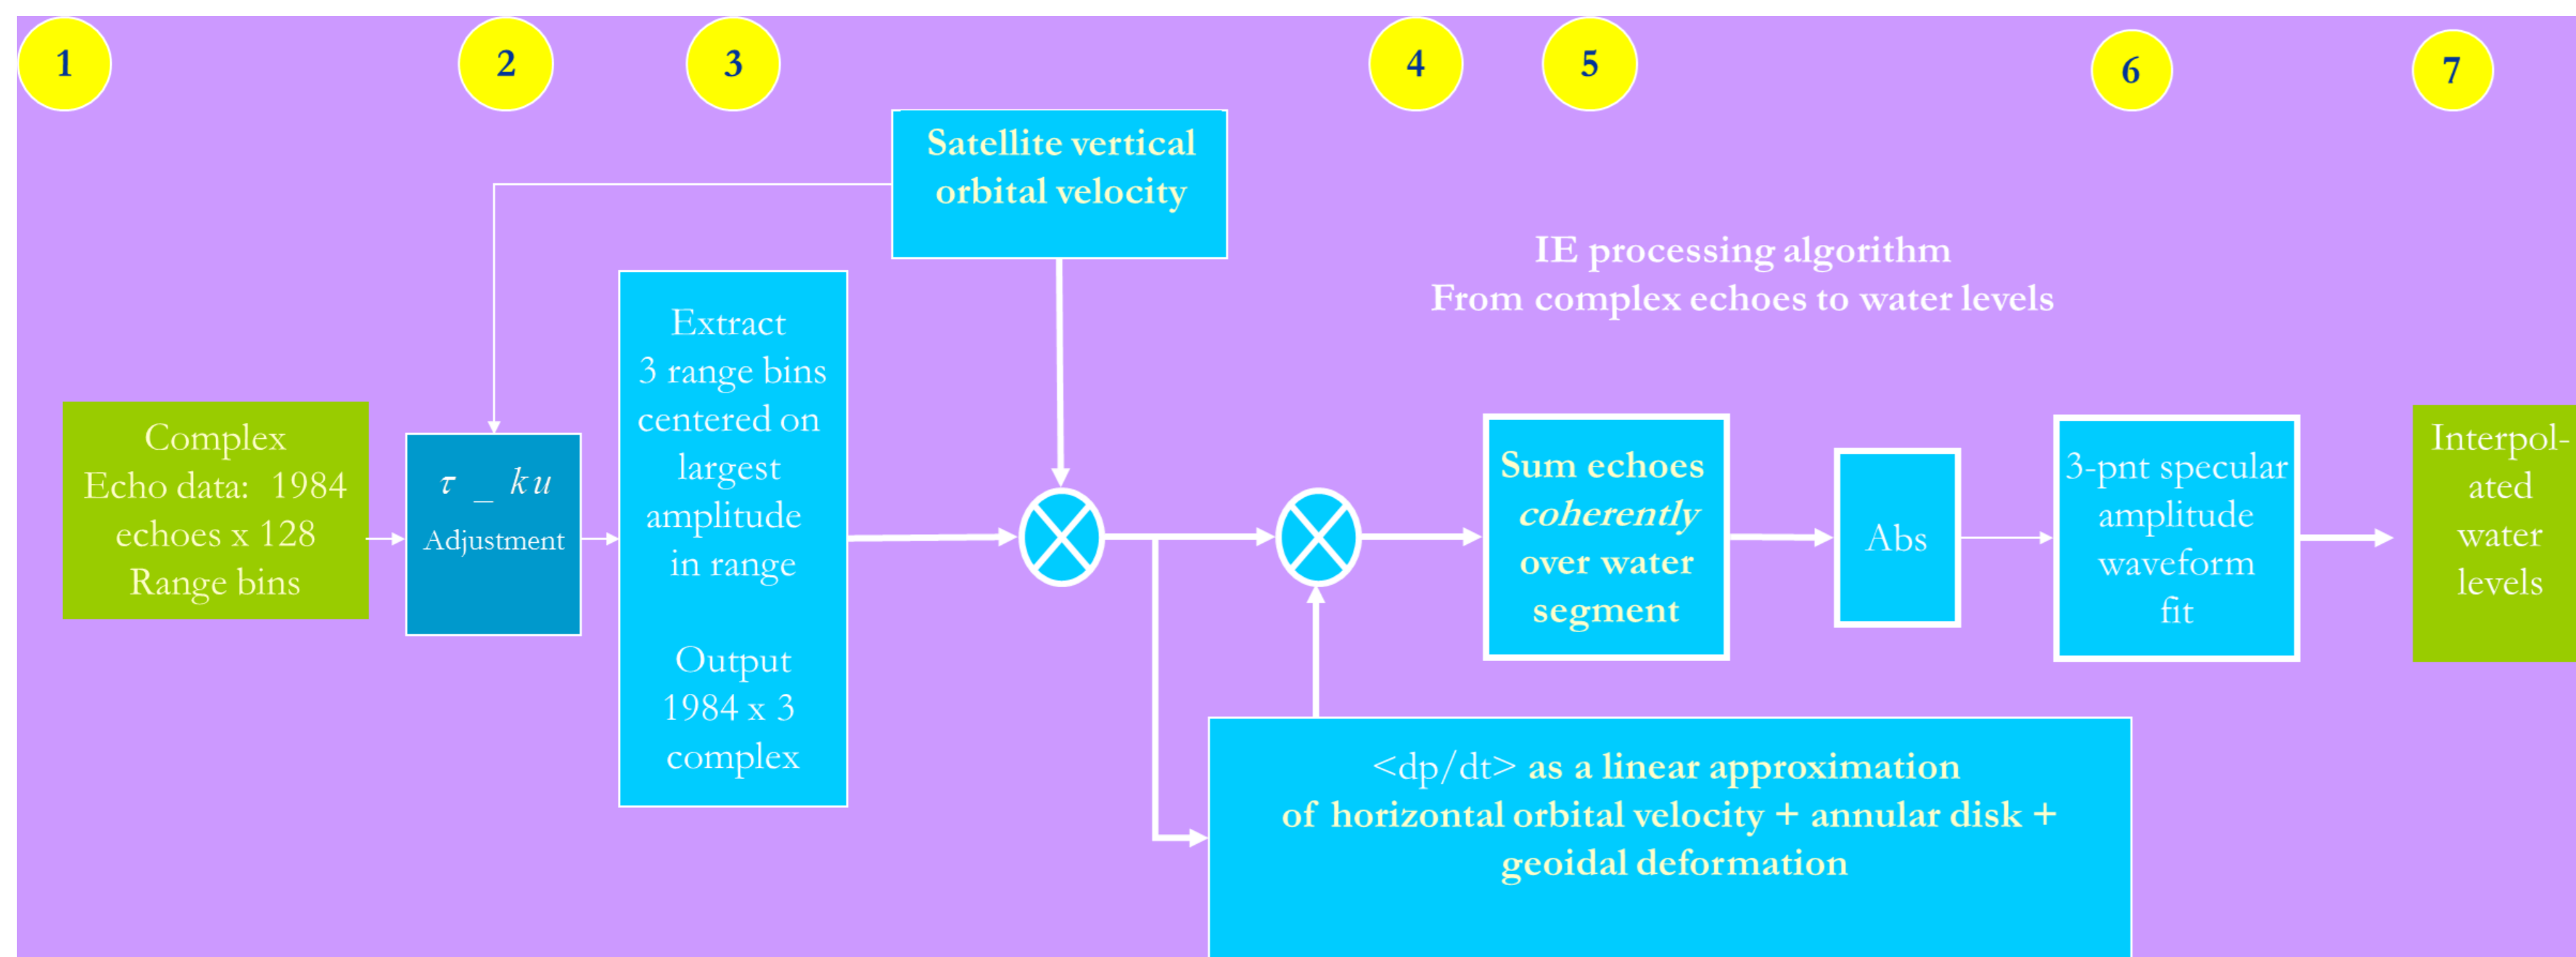 1
2
3
4
5
6
7
Satellite vertical
orbital velocity
IE processing algorithm
From complex echoes to water levels
Complex
Echo data: 1984
echoes x 128
Range bins
τ _ ku
Adjustment
Extract
3 range bins
centered on
largest
amplitude
in range
Output
1984 x 3
complex
Sum echoes
coherently
over water
segment
Abs
3-pnt specular
amplitude
waveform
fit
Interpol-
ated
water
levels
<dp/dt> as a linear approximation
of horizontal orbital velocity + annular disk +
geoidal deformation